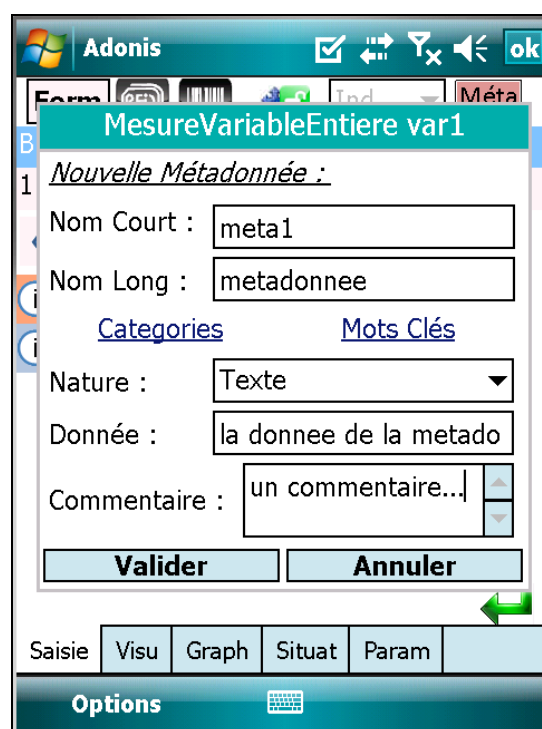 Adonis ok
Form RFID Ind Méta
MesureVariableEntiere var1
B
1
Nouvelle Métadonnée :
Nom Court : meta1
Nom Long : metadonnee
i
Categories Mots Clés
i
Nature : Texte
Donnée : la donnee de la metado
Commentaire : un commentaire...
Valider Annuler
Saisie Visu Graph Situat Param
Options